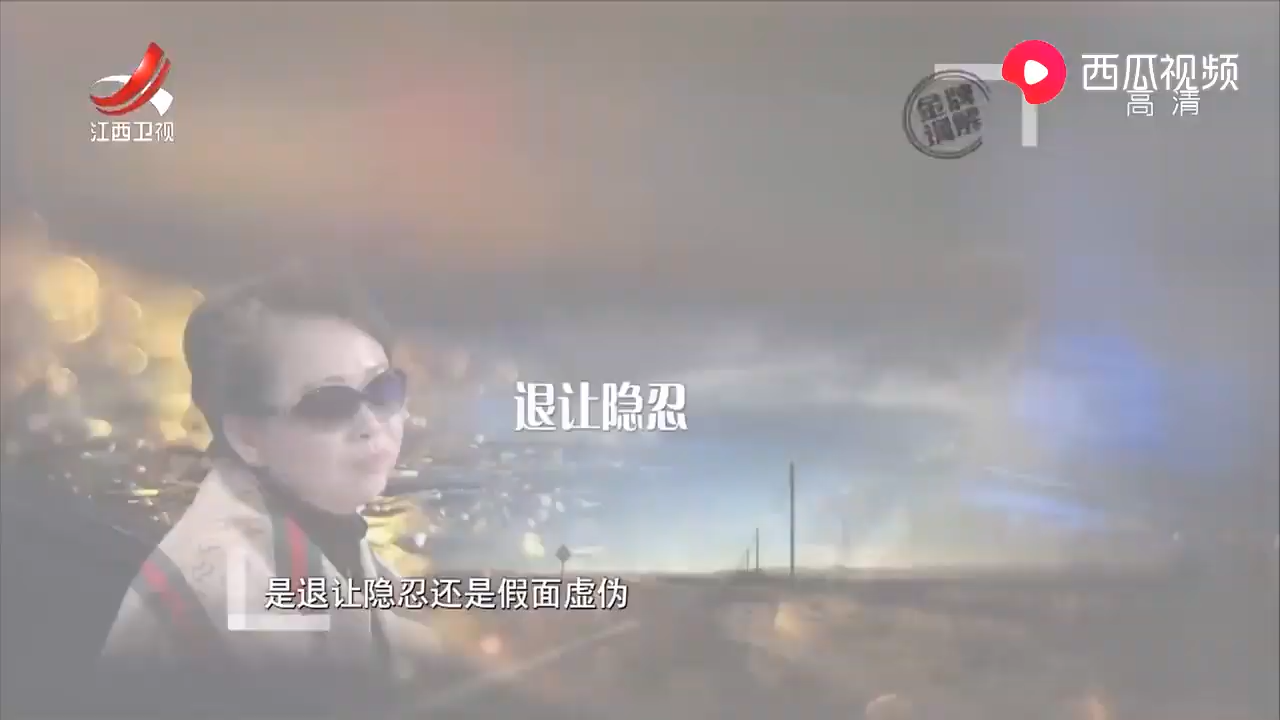 江西卫视
西瓜视频
高清
金牌
调解
退让隐忍
是退让隐忍还是假面虚伪